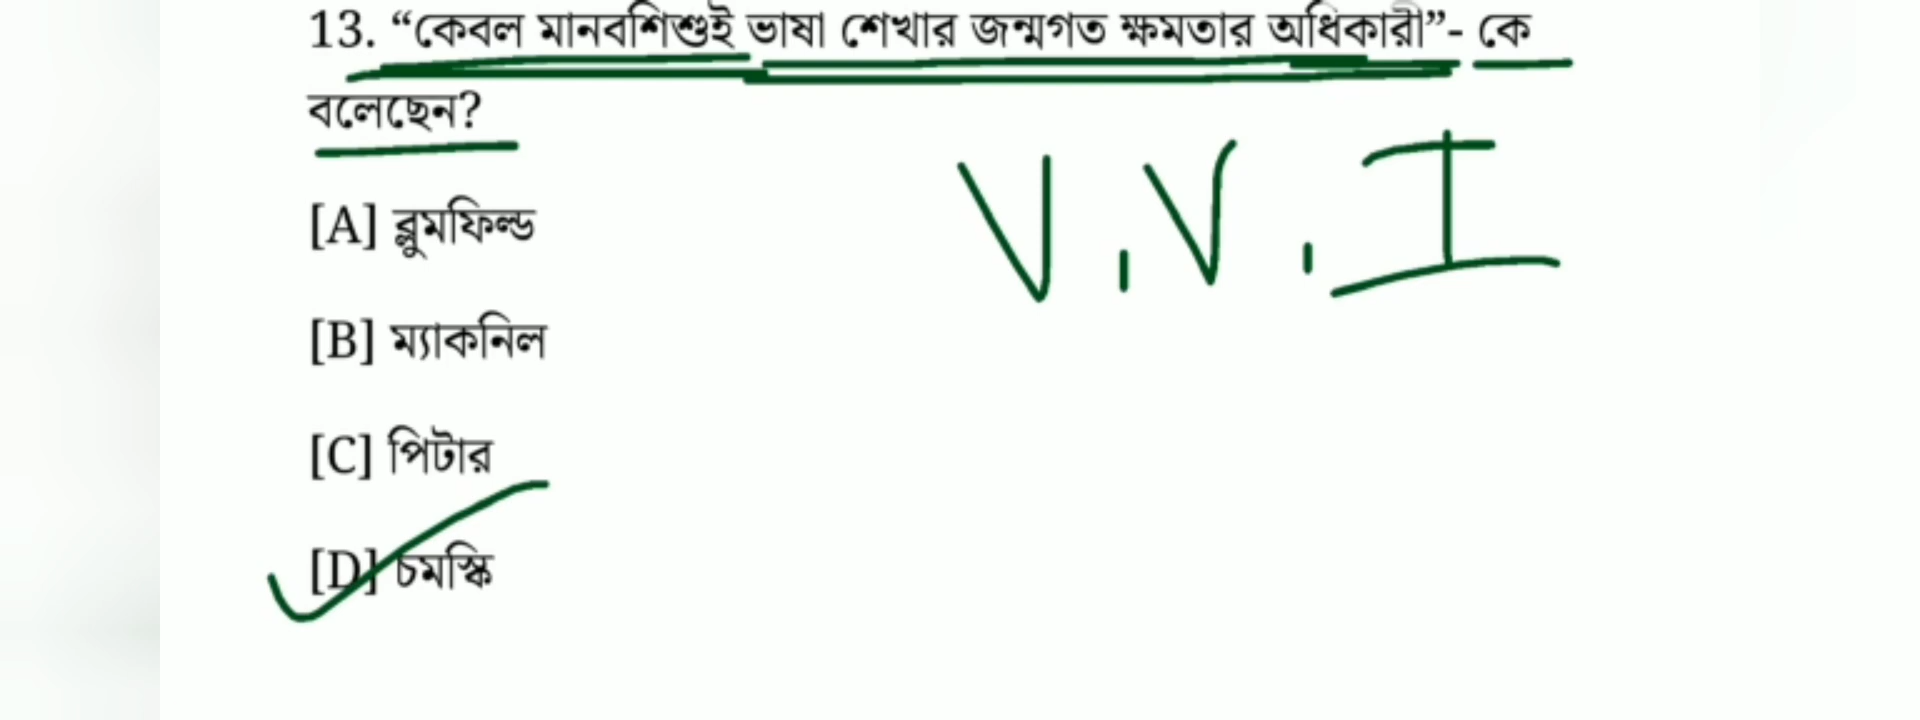 13. “কেবল মানবশিশুই ভাষা শেখার জন্মগত ক্ষমতার অধিকারী”- কে
বলেছেন?
V.V.I
[A] ব্লুমফিল্ড
[B] ম্যাকনিল
[C] পিটার
[D] চমস্কি